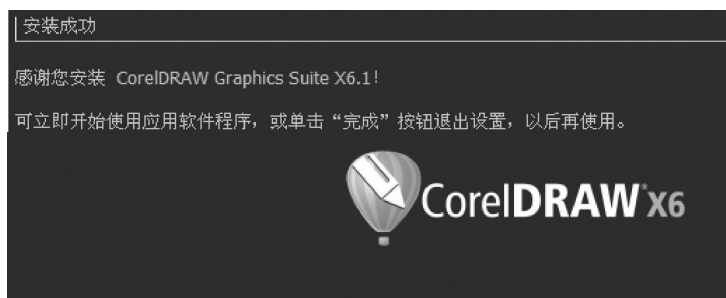 安装成功
感谢您安装 CorelDRAW Graphics Suite X6.1！
可立即开始使用应用软件程序，或单击“完成”按钮退出设置，以后再使用。
CorelDRAW X6